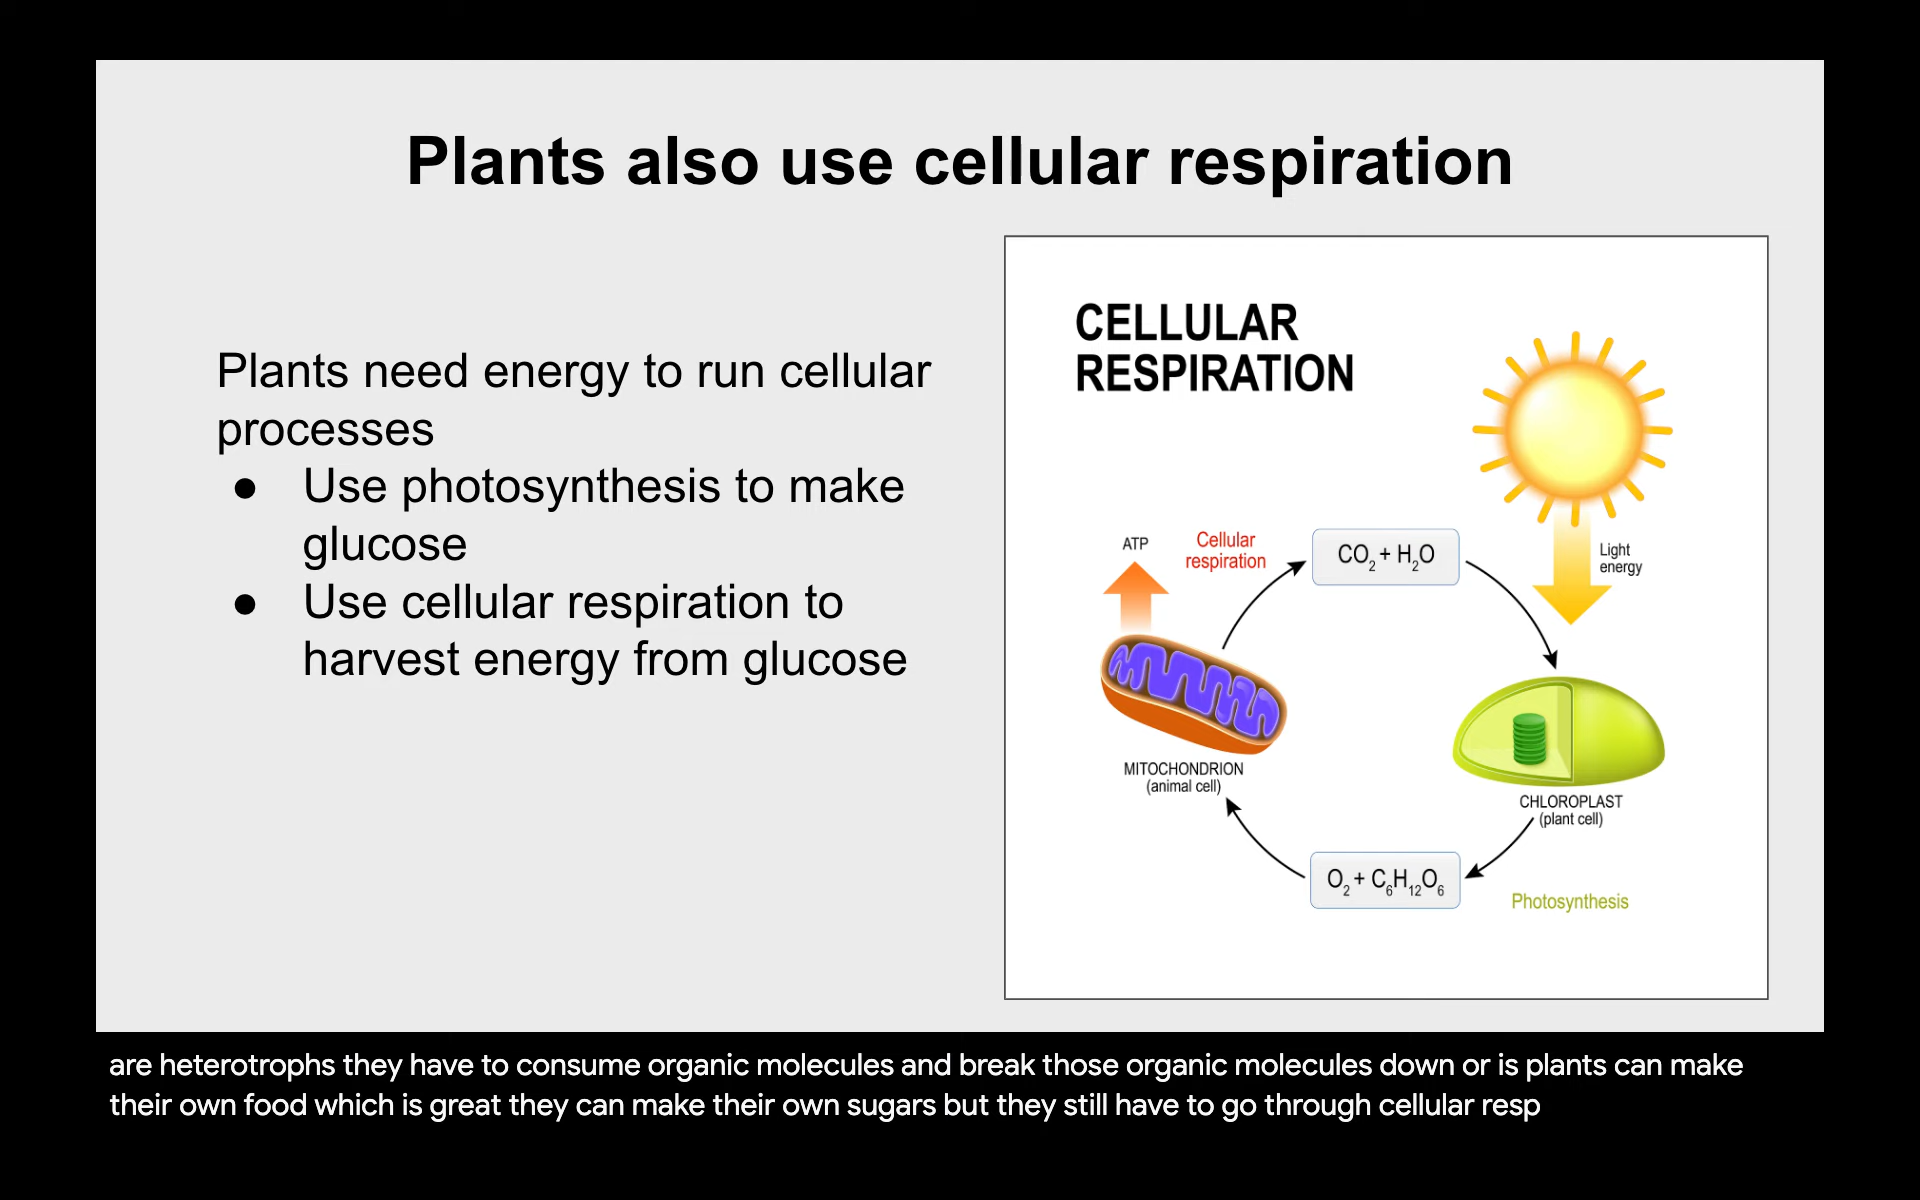 Plants also use cellular respiration
Plants need energy to run cellular
processes
● Use photosynthesis to make
glucose
● Use cellular respiration to
harvest energy from glucose
CELLULAR
RESPIRATION
ATP
Cellular
respiration
CO₂ + H₂O
Light
energy
MITOCHONDRION
(animal cell)
CHLOROPLAST
(plant cell)
O₂ + C₆H₁₂O₆
Photosynthesis
are heterotrophs they have to consume organic molecules and break those organic molecules down or is plants can make
their own food which is great they can make their own sugars but they still have to go through cellular resp